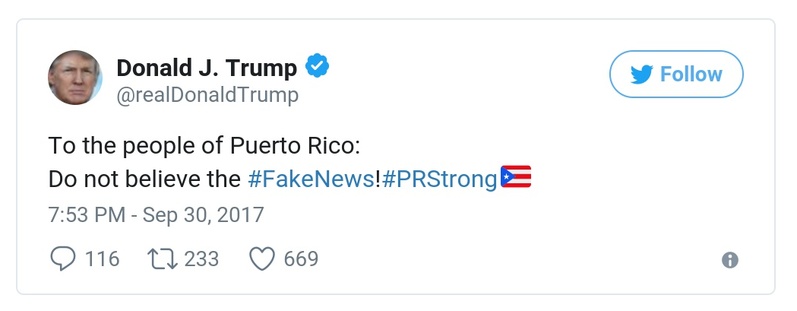 Donald J. Trump
@realDonaldTrump
Follow
To the people of Puerto Rico:
Do not believe the #FakeNews!#PRStrong🇵🇷
7:53 PM - Sep 30, 2017
116 233 669